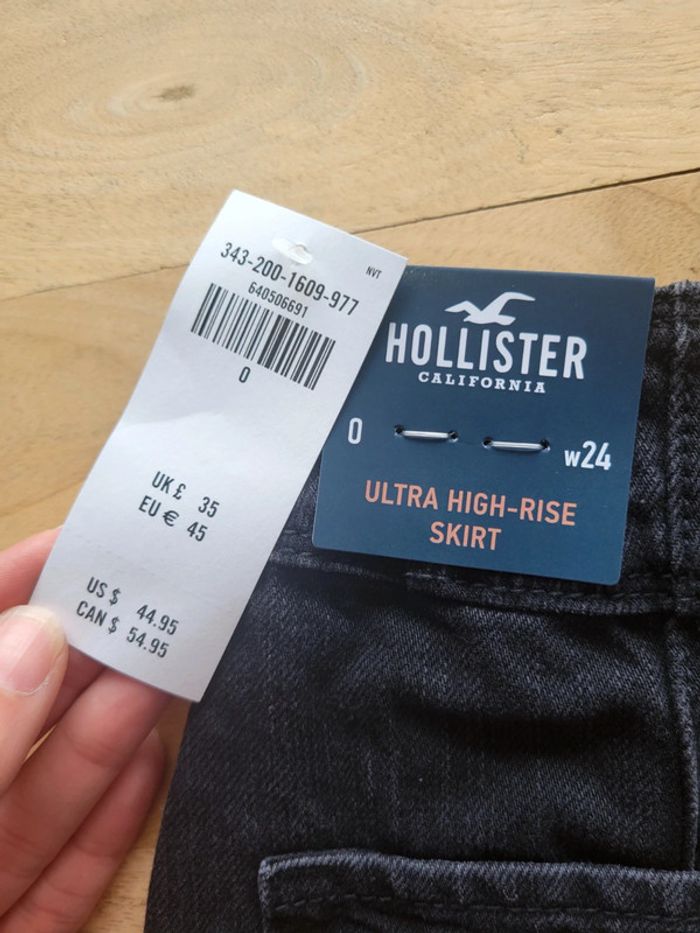 343-200-1609-977
NVT
640506691
0
UK £ 35
EU € 45
US $ 44.95
CAN $ 54.95
HOLLISTER
CALIFORNIA
0
w24
ULTRA HIGH-RISE
SKIRT